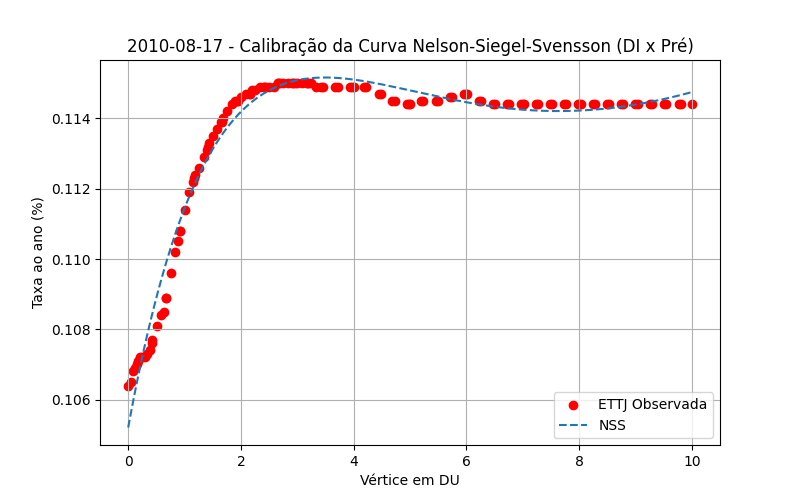 2010-08-17 - Calibração da Curva Nelson-Siegel-Svensson (DI x Pré)
Taxa ao ano (%)
0.114
0.112
0.110
0.108
0.106
ETTJ Observada
NSS
0 2 4 6 8 10
Vértice em DU